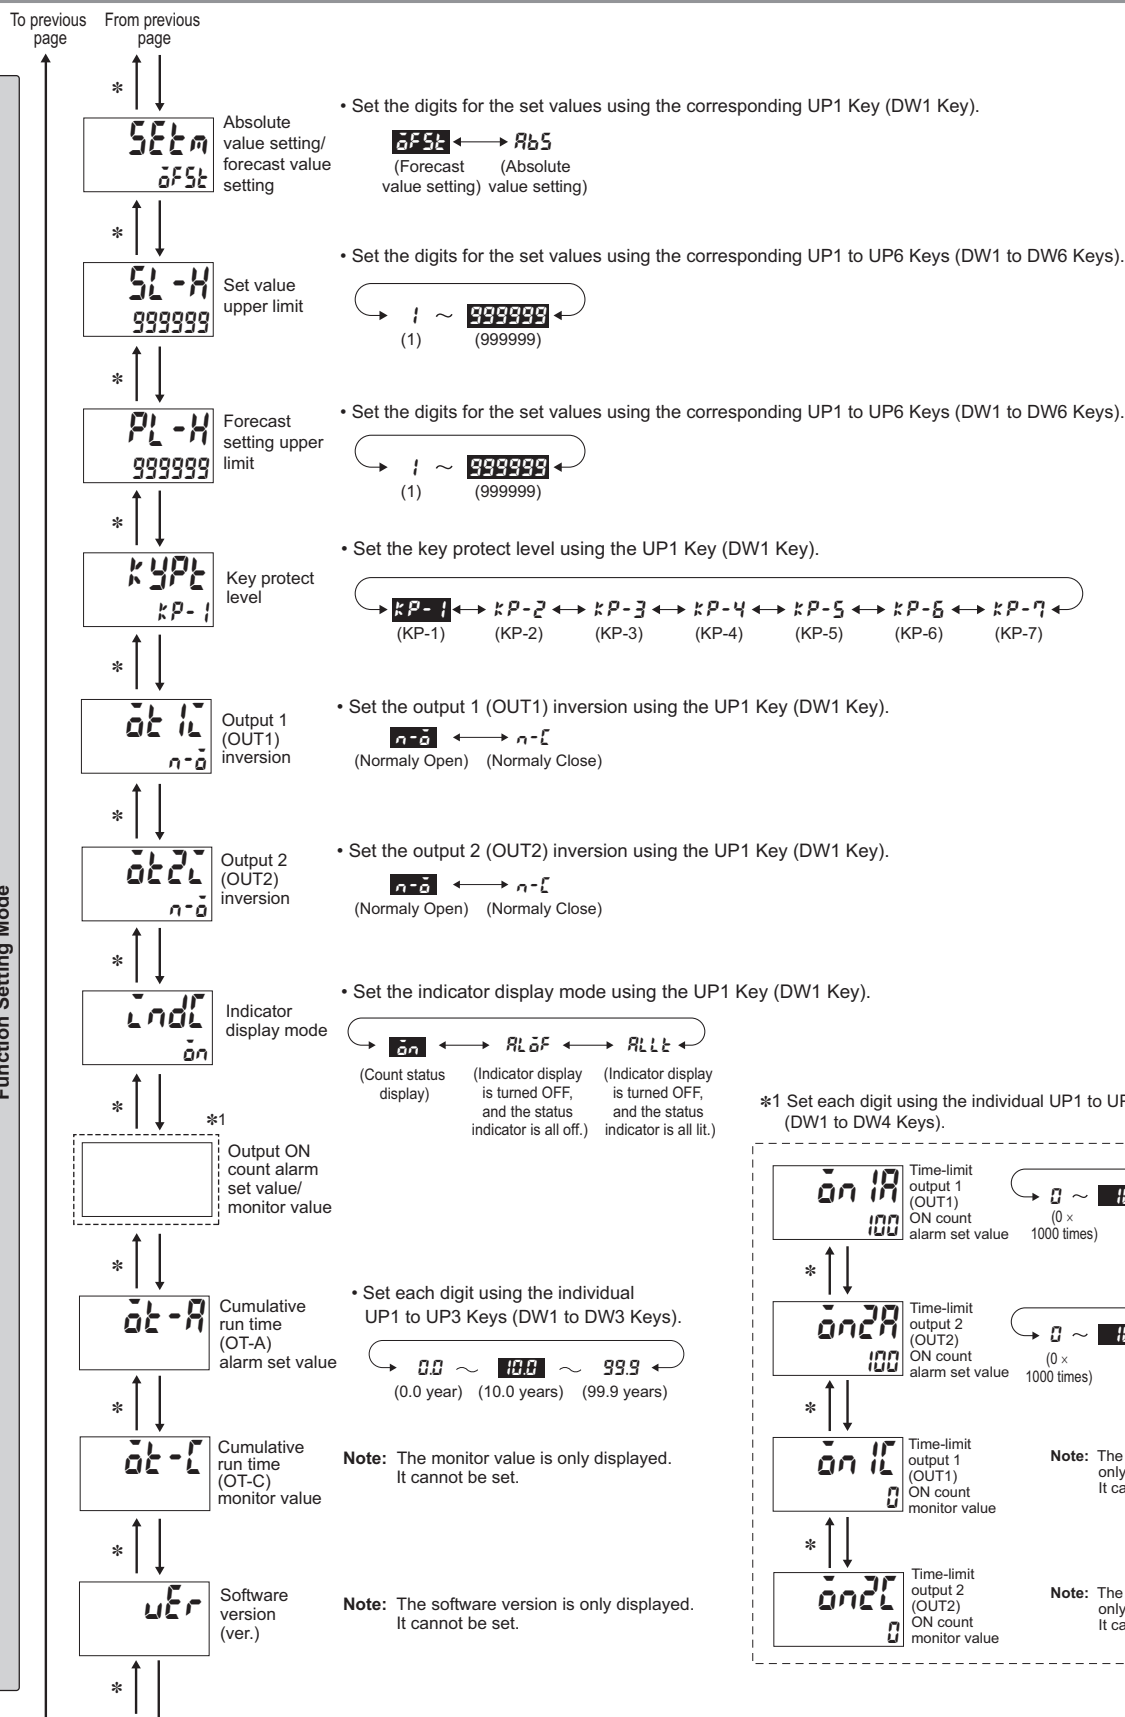 To previous page
From previous page
✽
SEtm
oFSt
Absolute
value setting/
forecast value
setting
• Set the digits for the set values using the corresponding UP1 Key (DW1 Key).
oFSt
AbS
(Forecast
value setting)
(Absolute
value setting)
✽
SL-H
999999
Set value
upper limit
• Set the digits for the set values using the corresponding UP1 to UP6 Keys (DW1 to DW6 Keys).
1 ~ 999999
(1) (999999)
✽
PL-H
999999
Forecast
setting upper
limit
• Set the digits for the set values using the corresponding UP1 to UP6 Keys (DW1 to DW6 Keys).
1 ~ 999999
(1) (999999)
✽
KYPt
KP-1
Key protect
level
• Set the key protect level using the UP1 Key (DW1 Key).
KP-1 KP-2 KP-3 KP-4 KP-5 KP-6 KP-7
(KP-1) (KP-2) (KP-3) (KP-4) (KP-5) (KP-6) (KP-7)
✽
ot1i
n-o
Output 1
(OUT1)
inversion
• Set the output 1 (OUT1) inversion using the UP1 Key (DW1 Key).
n-o n-C
(Normaly Open) (Normaly Close)
✽
ot2i
n-o
Output 2
(OUT2)
inversion
• Set the output 2 (OUT2) inversion using the UP1 Key (DW1 Key).
n-o n-C
(Normaly Open) (Normaly Close)
✽
indC
on
Indicator
display mode
• Set the indicator display mode using the UP1 Key (DW1 Key).
on ALoF ALLt
(Count status
display)
(Indicator display
is turned OFF,
and the status
indicator is all off.)
(Indicator display
is turned OFF,
and the status
indicator is all lit.)
✽
✽1
Output ON
count alarm
set value/
monitor value
✽
ot-A
Cumulative
run time
(OT-A)
alarm set value
• Set each digit using the individual
UP1 to UP3 Keys (DW1 to DW3 Keys).
0.0 ~ 10.0 ~ 99.9
(0.0 year) (10.0 years) (99.9 years)
✽
ot-C
Cumulative
run time
(OT-C)
monitor value
Note: The monitor value is only displayed.
It cannot be set.
✽
vEr
Software
version
(ver.)
Note: The software version is only displayed.
It cannot be set.
✽
✽1 Set each digit using the individual UP1 to
(DW1 to DW4 Keys).
on1A
100
Time-limit
output 1
(OUT1)
ON count
alarm set value
0 ~
(0 ×
1000 times)
✽
on2A
100
Time-limit
output 2
(OUT2)
ON count
alarm set value
0 ~
(0 ×
1000 times)
✽
on1C
0
Time-limit
output 1
(OUT1)
ON count
monitor value
Note: The
only
It
✽
on2C
0
Time-limit
output 2
(OUT2)
ON count
monitor value
Note: The
only
It
Function Setting Mode